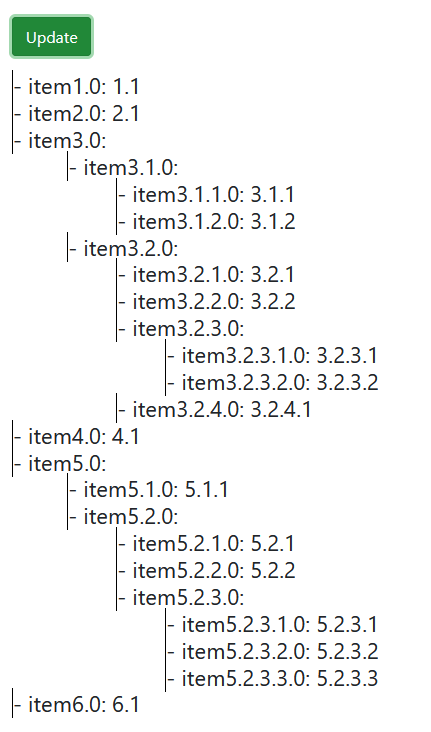 Update
- item1.0: 1.1
- item2.0: 2.1
- item3.0:
- item3.1.0:
- item3.1.1.0: 3.1.1
- item3.1.2.0: 3.1.2
- item3.2.0:
- item3.2.1.0: 3.2.1
- item3.2.2.0: 3.2.2
- item3.2.3.0:
- item3.2.3.1.0: 3.2.3.1
- item3.2.3.2.0: 3.2.3.2
- item3.2.4.0: 3.2.4.1
- item4.0: 4.1
- item5.0:
- item5.1.0: 5.1.1
- item5.2.0:
- item5.2.1.0: 5.2.1
- item5.2.2.0: 5.2.2
- item5.2.3.0:
- item5.2.3.1.0: 5.2.3.1
- item5.2.3.2.0: 5.2.3.2
- item5.2.3.3.0: 5.2.3.3
- item6.0: 6.1